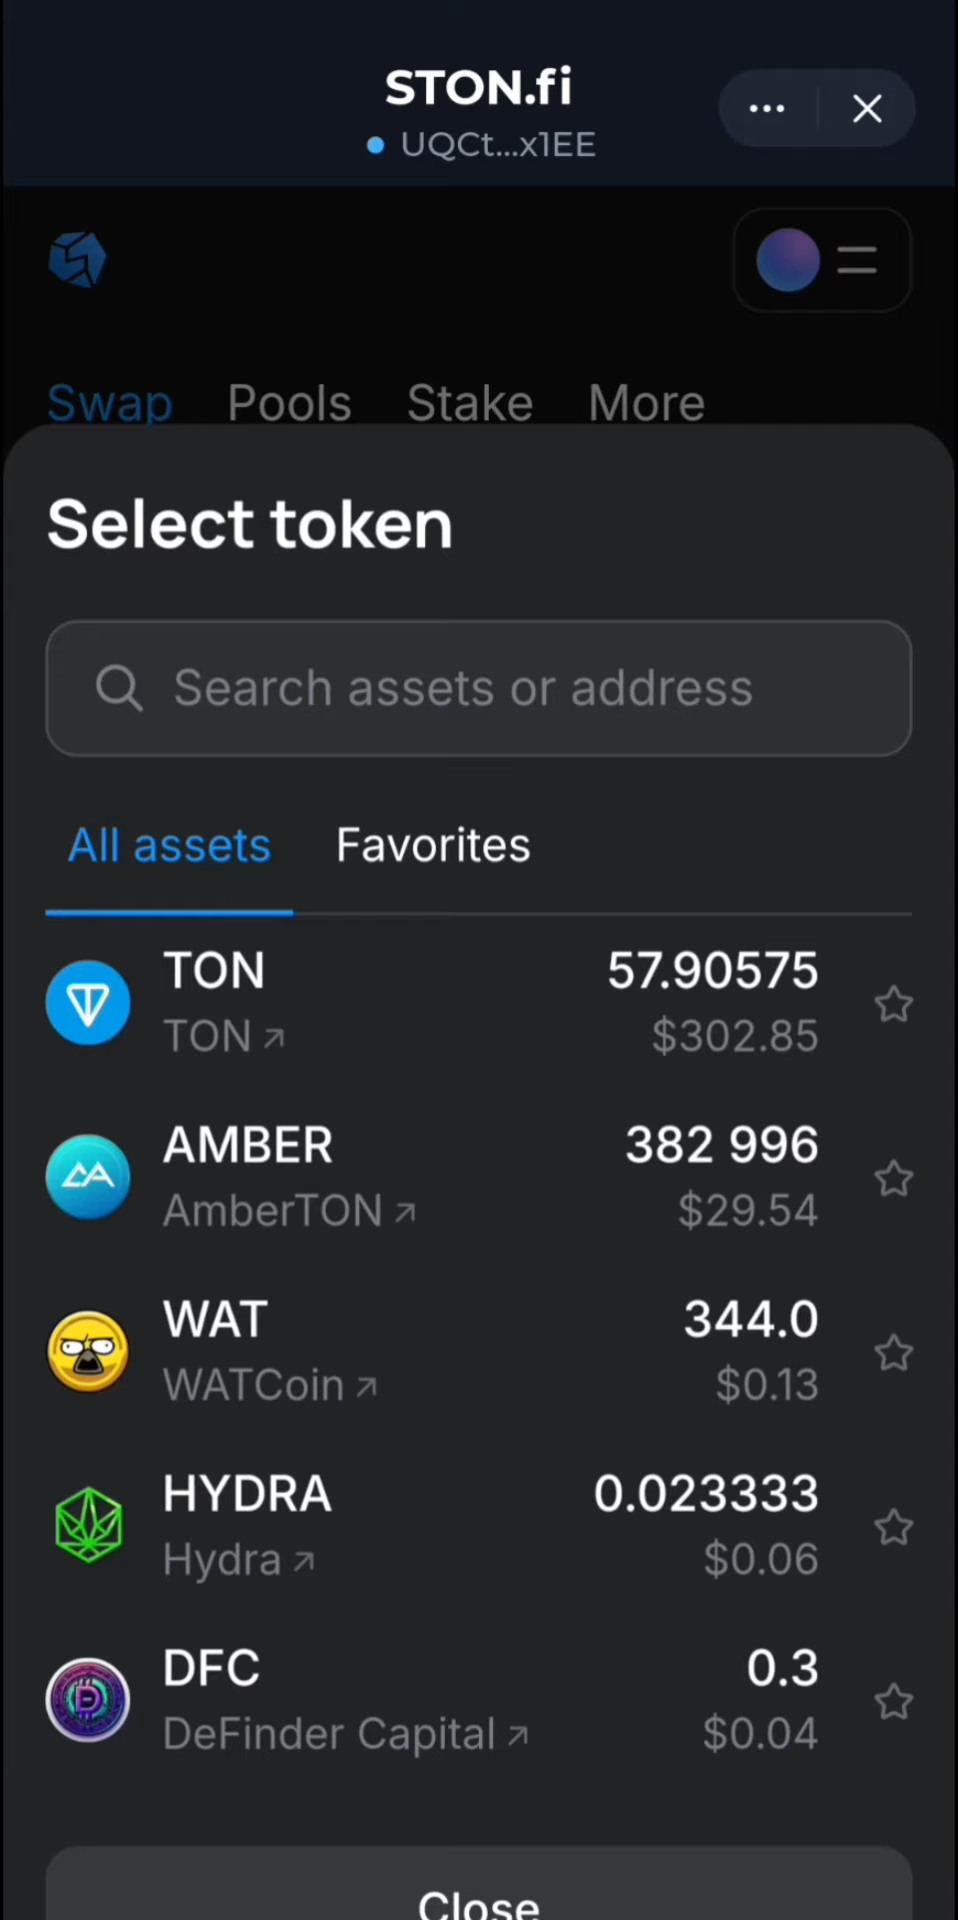 STON.fi
UQCt...x1EE
Swap Pools Stake More
Select token
Search assets or address
All assets Favorites
TON 57.90575
TON ↗ $302.85
AMBER 382 996
AmberTON ↗ $29.54
WAT 344.0
WATCoin ↗ $0.13
HYDRA 0.023333
Hydra ↗ $0.06
DFC 0.3
DeFinder Capital ↗ $0.04
Close